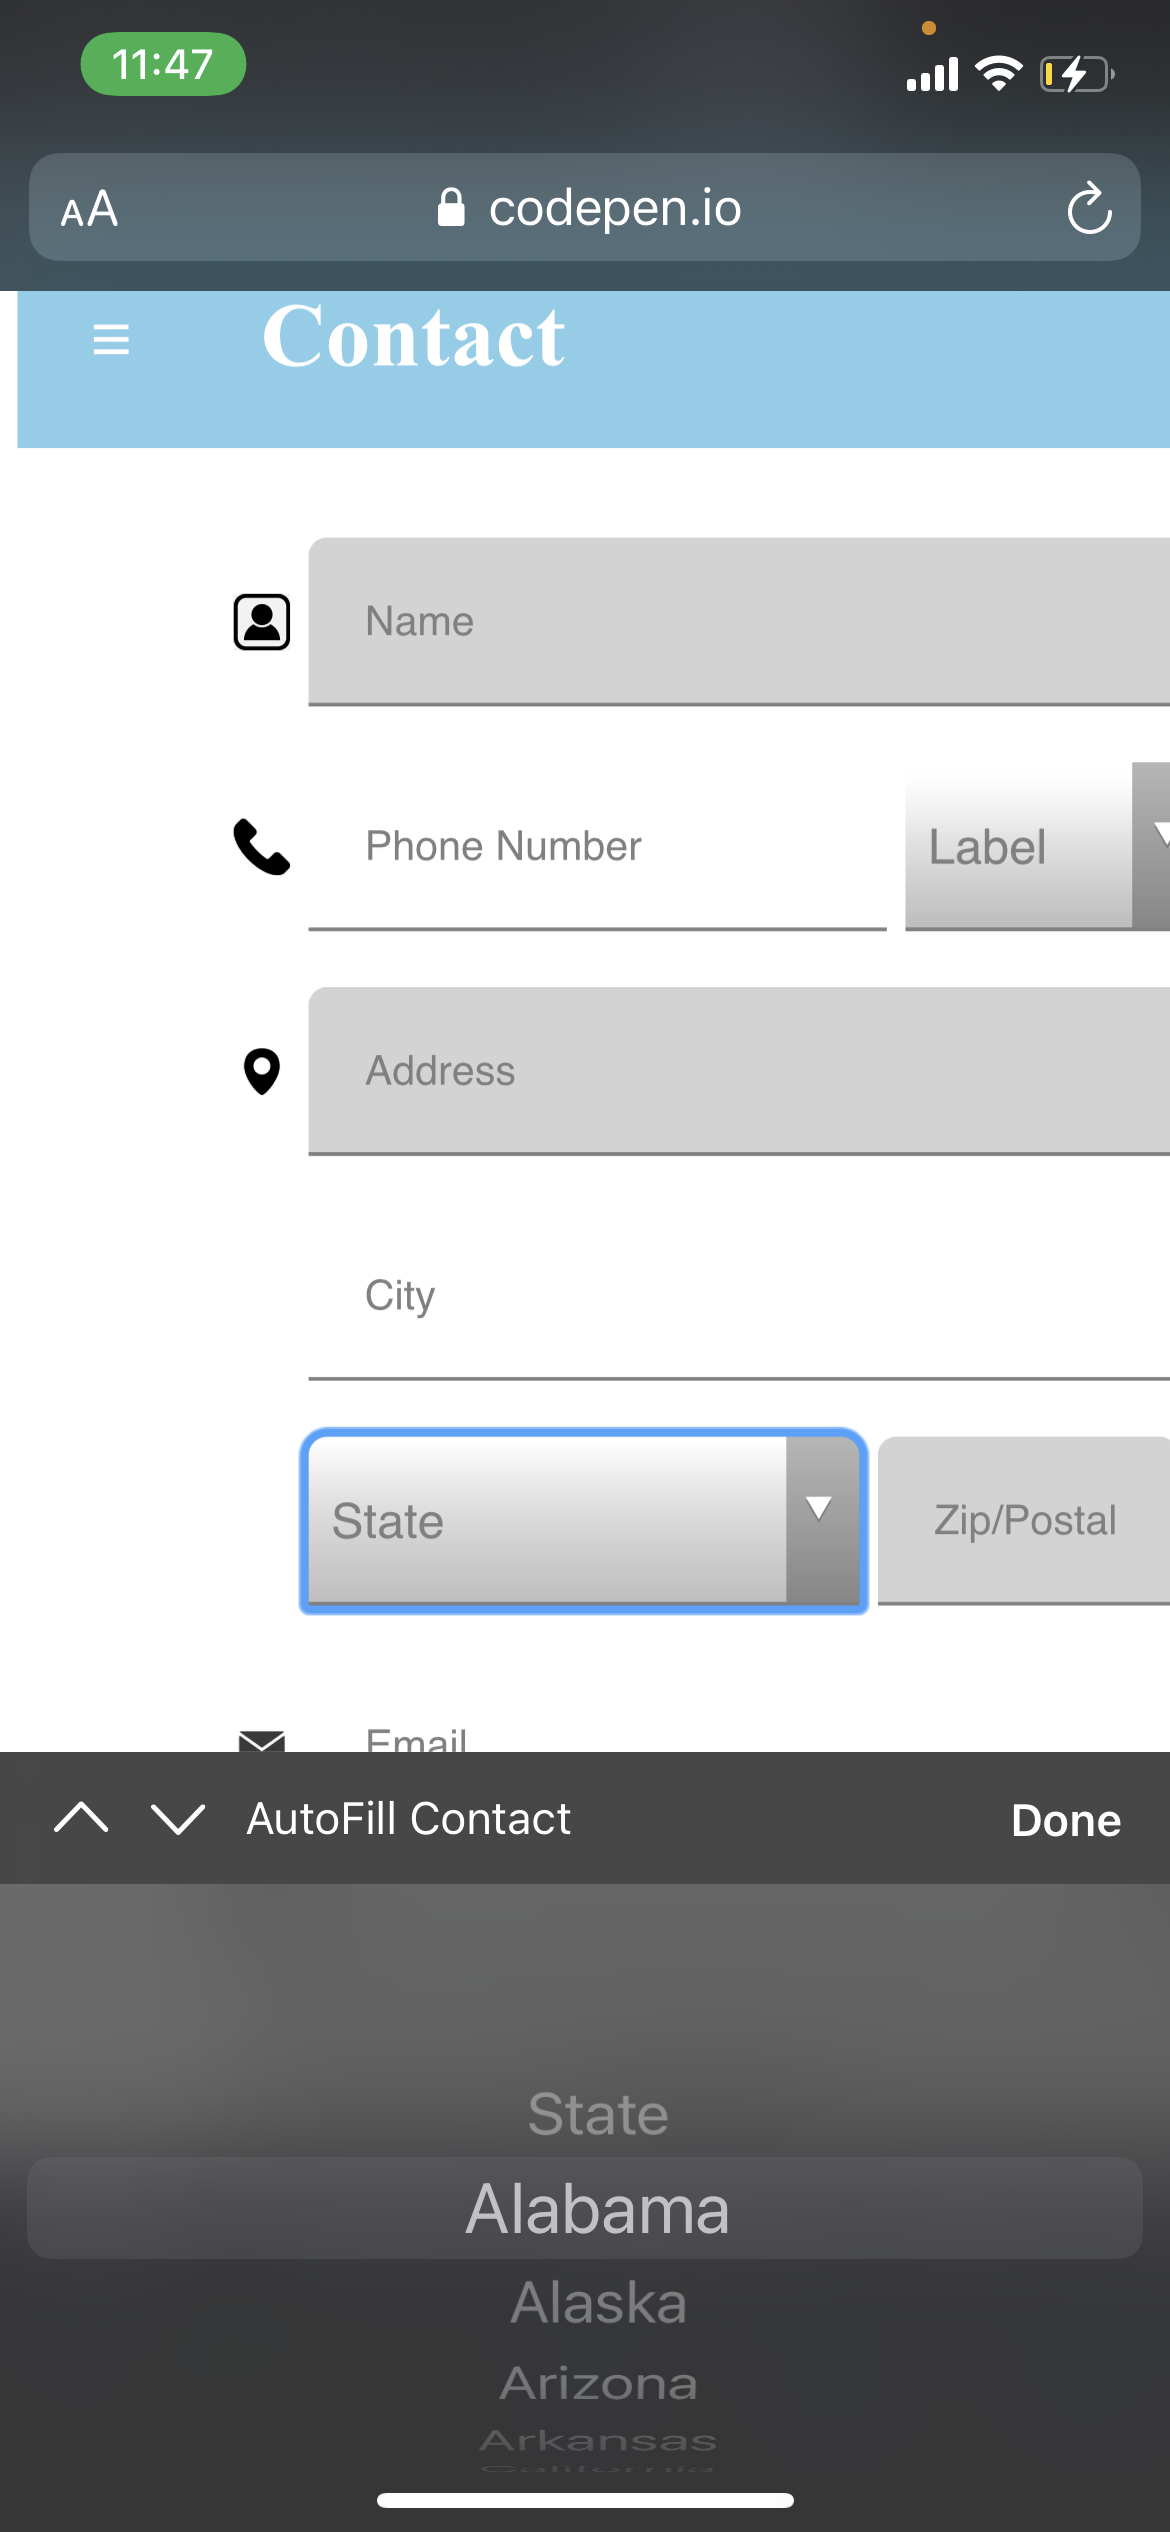 11:47
AA codepen.io
Contact
Name
Phone Number Label
Address
City
State Zip/Postal
Email
AutoFill Contact Done
State
Alabama
Alaska
Arizona
Arkansas
California